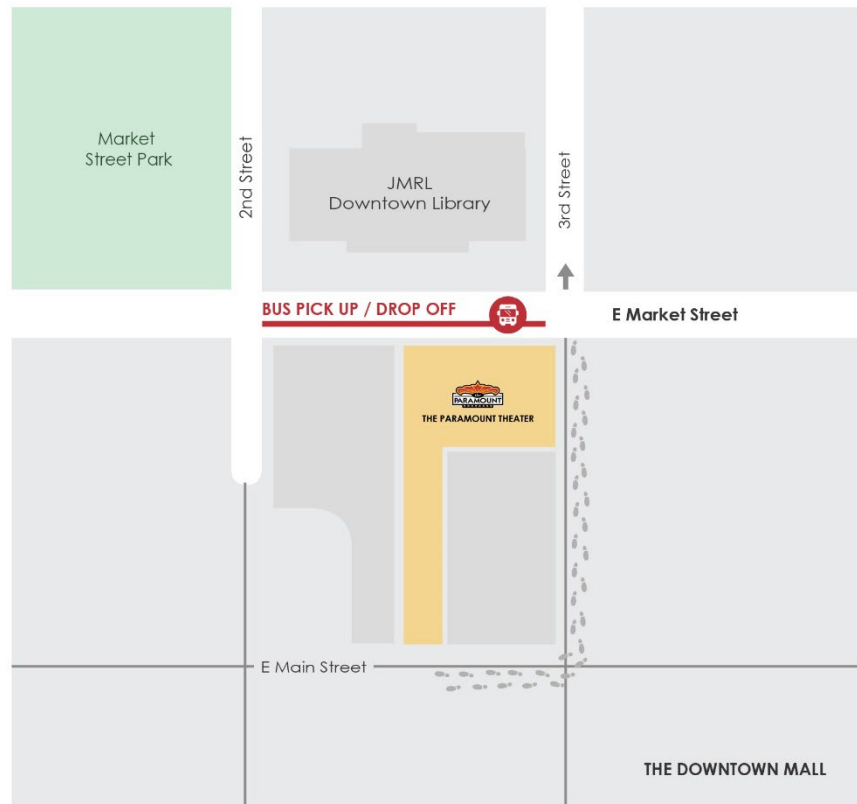 Market
Street Park
2nd Street
JMRL
Downtown Library
3rd Street
BUS PICK UP / DROP OFF
E Market Street
PARAMOUNT
THE PARAMOUNT THEATER
E Main Street
THE DOWNTOWN MALL